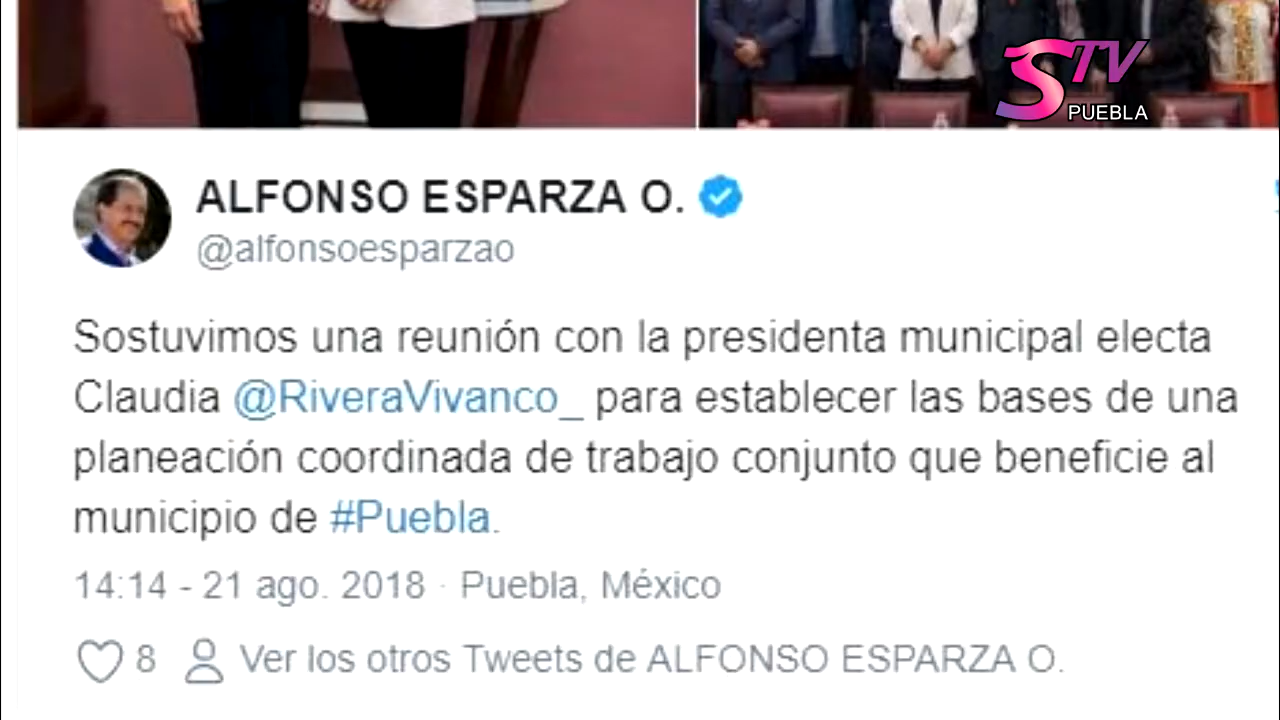 STV
PUEBLA
ALFONSO ESPARZA O.
@alfonsoesparzao
Sostuvimos una reunión con la presidenta municipal electa
Claudia @RiveraVivanco_ para establecer las bases de una
planeación coordinada de trabajo conjunto que beneficie al
municipio de #Puebla.
14:14 - 21 ago. 2018 · Puebla, México
8 Ver los otros Tweets de ALFONSO ESPARZA O.